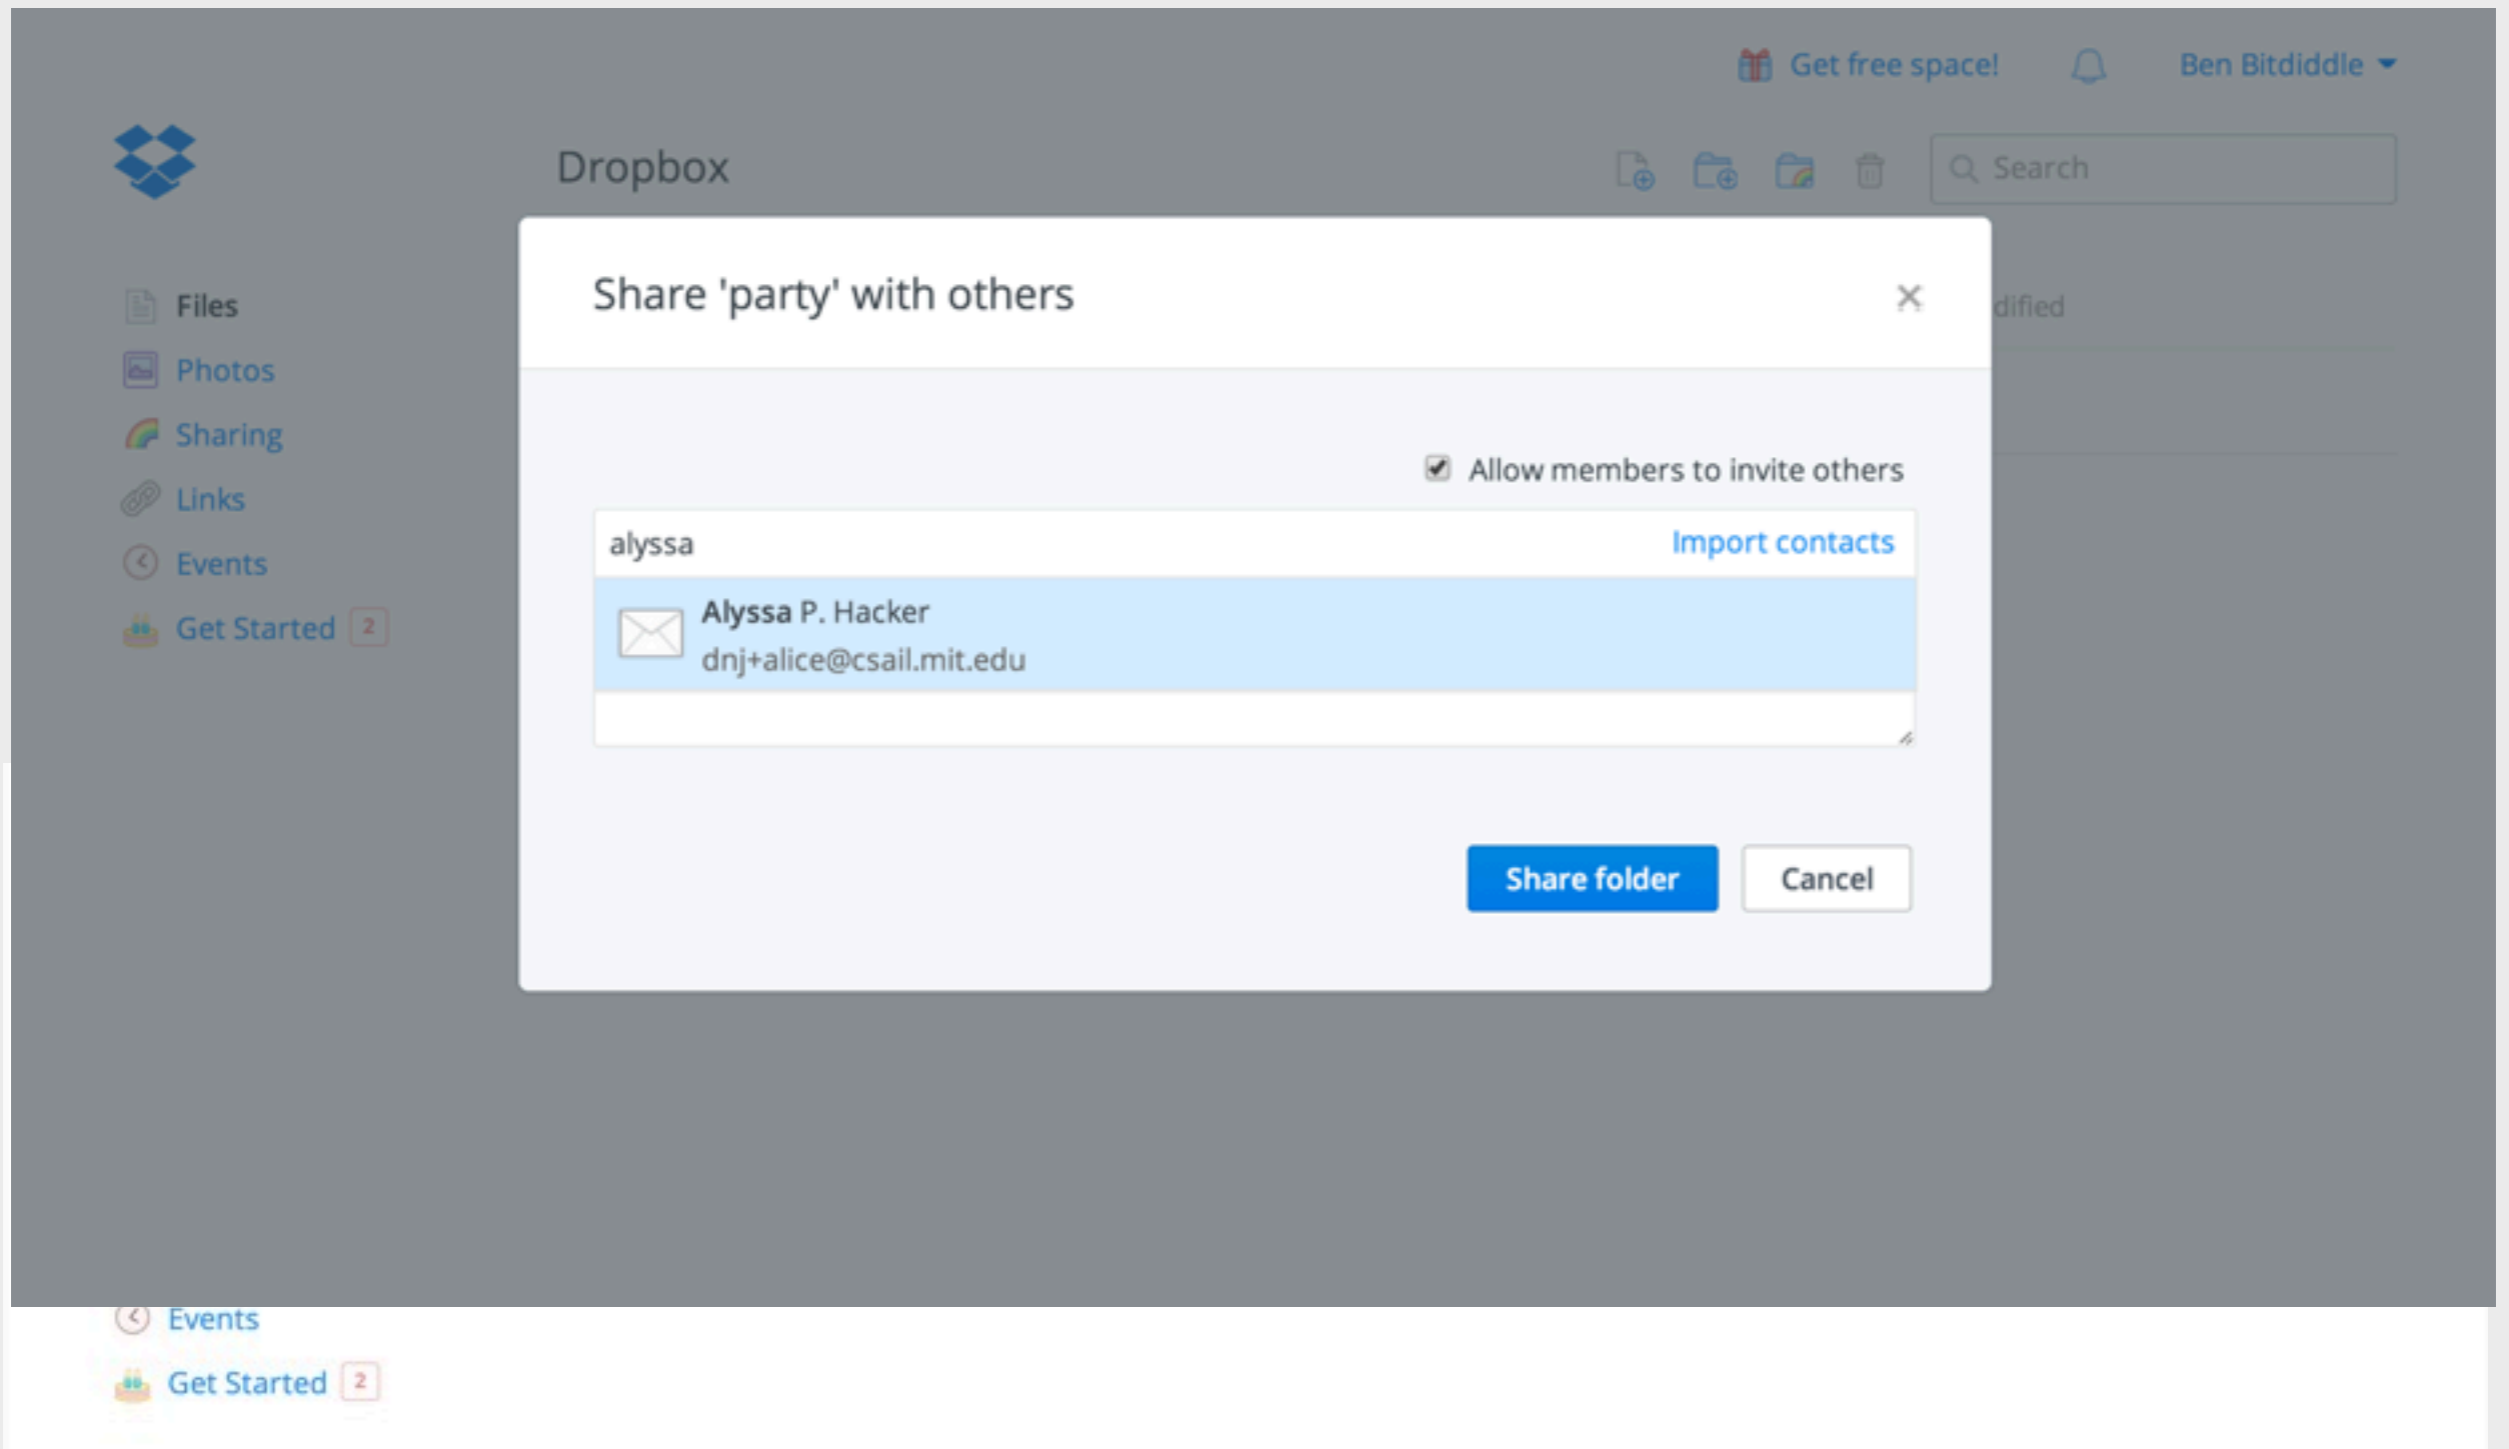 Get free space!
Ben Bitdiddle
Dropbox
Search
Files
Photos
Sharing
Links
Events
Get Started 2
dified
Share 'party' with others
Allow members to invite others
alyssa
Import contacts
Alyssa P. Hacker
dnj+alice@csail.mit.edu
Share folder
Cancel
Events
Get Started 2